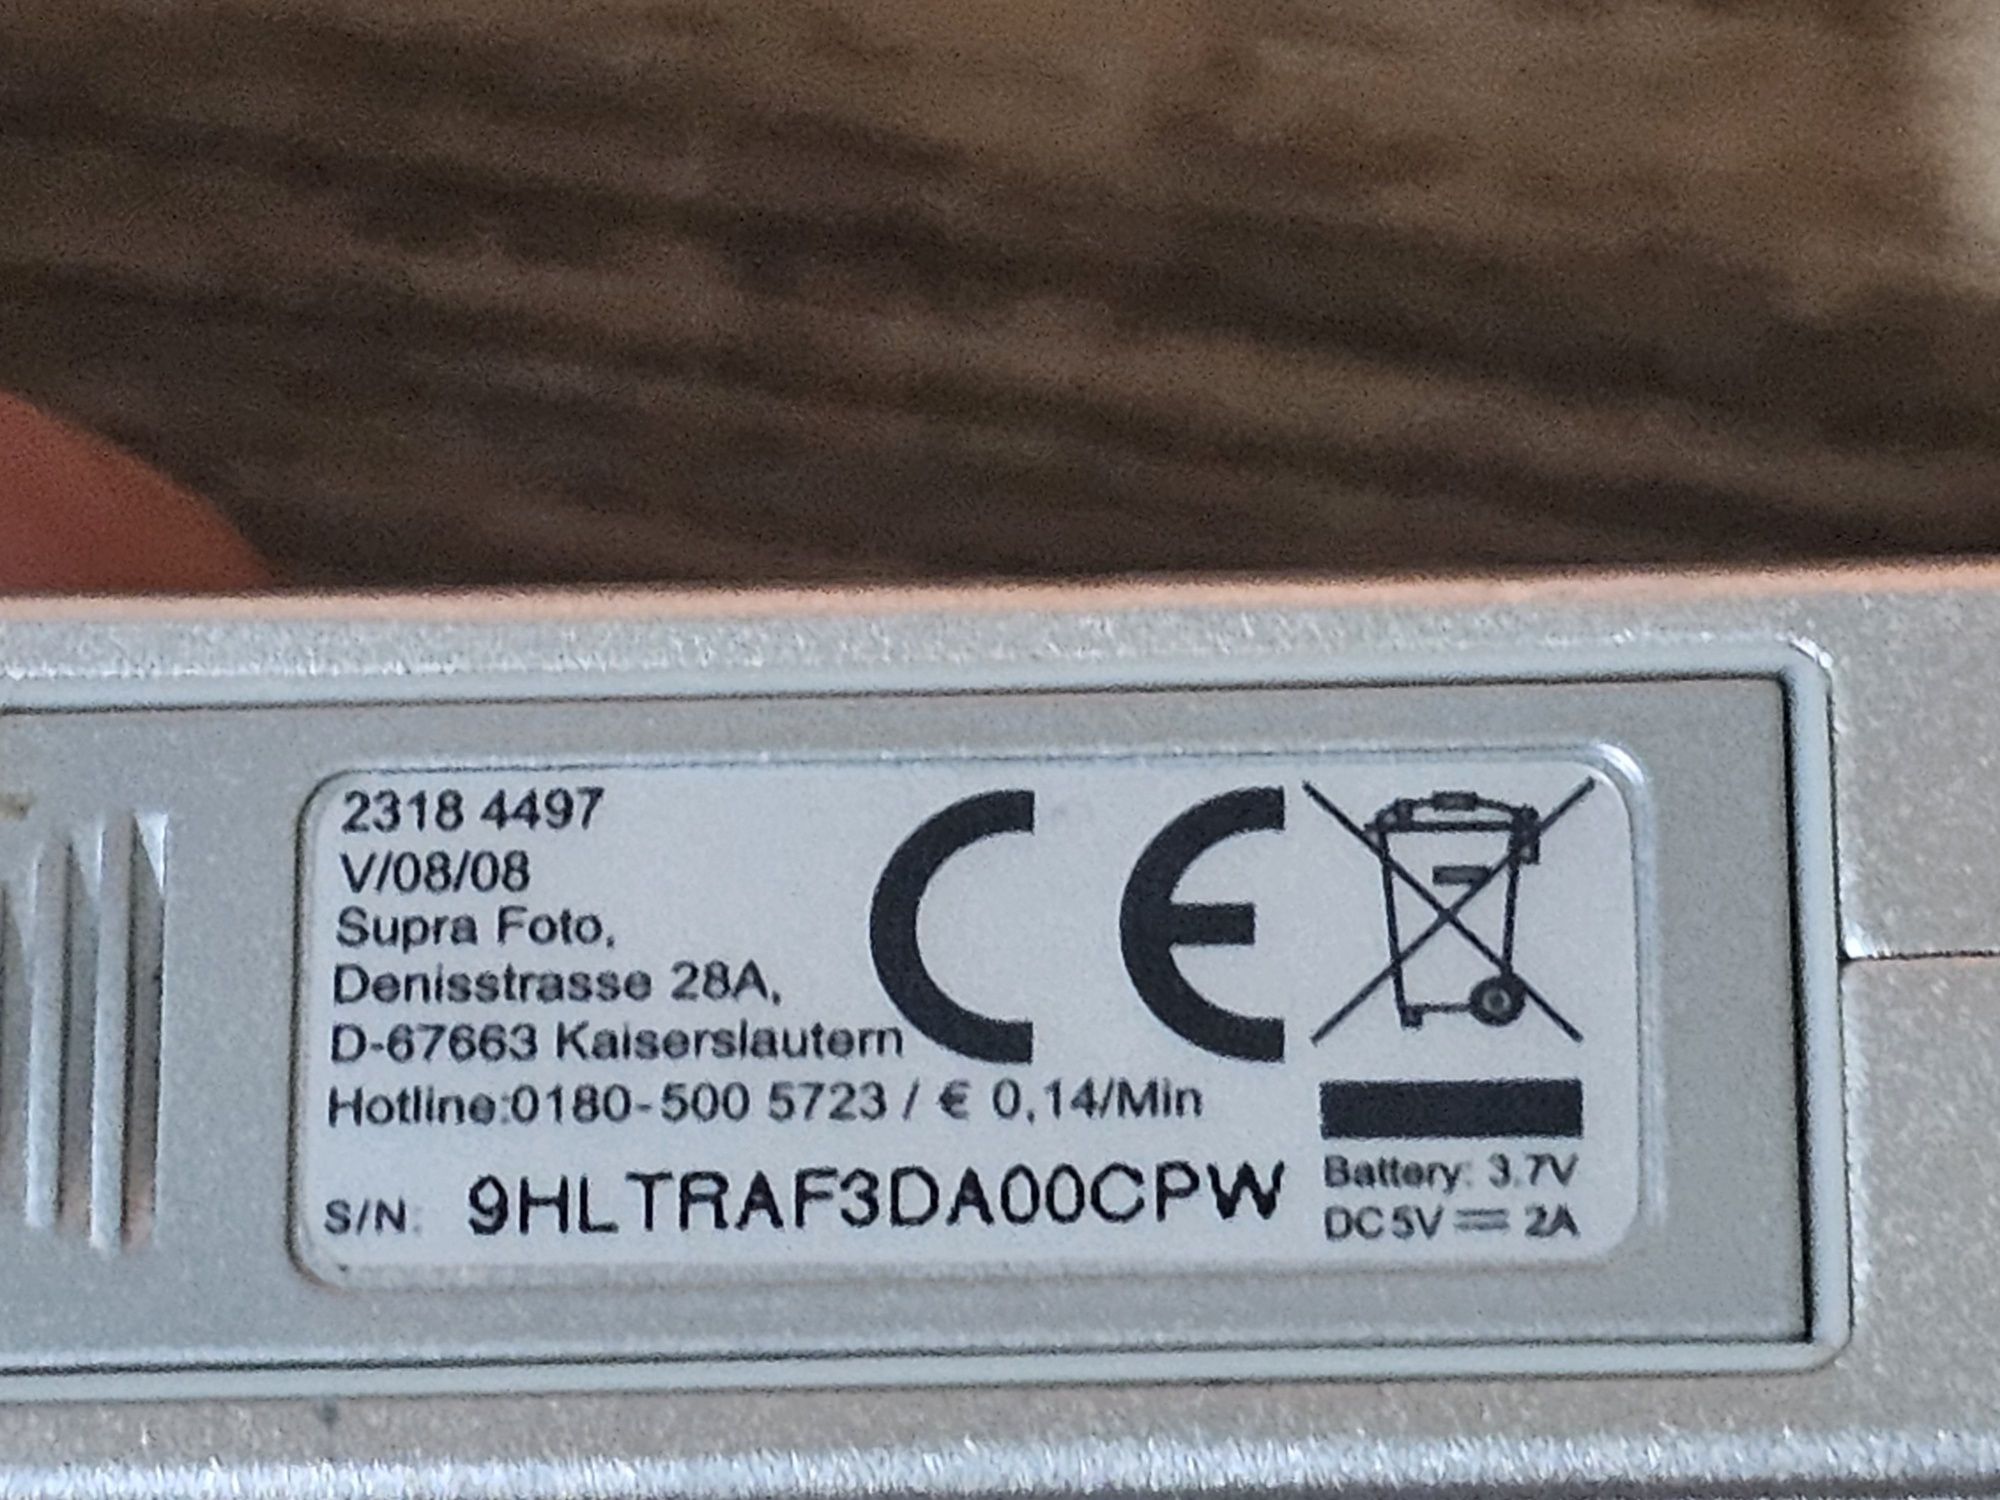 2318 4497
V/08/08
Supra Foto,
Denisstrasse 28A,
D-67663 Kaiserslautern
Hotline:0180-500 5723 / € 0,14/Min
S/N: 9HLTRAF3DA00CPW
CE
Battery: 3.7V
DC 5V ⎓ 2A